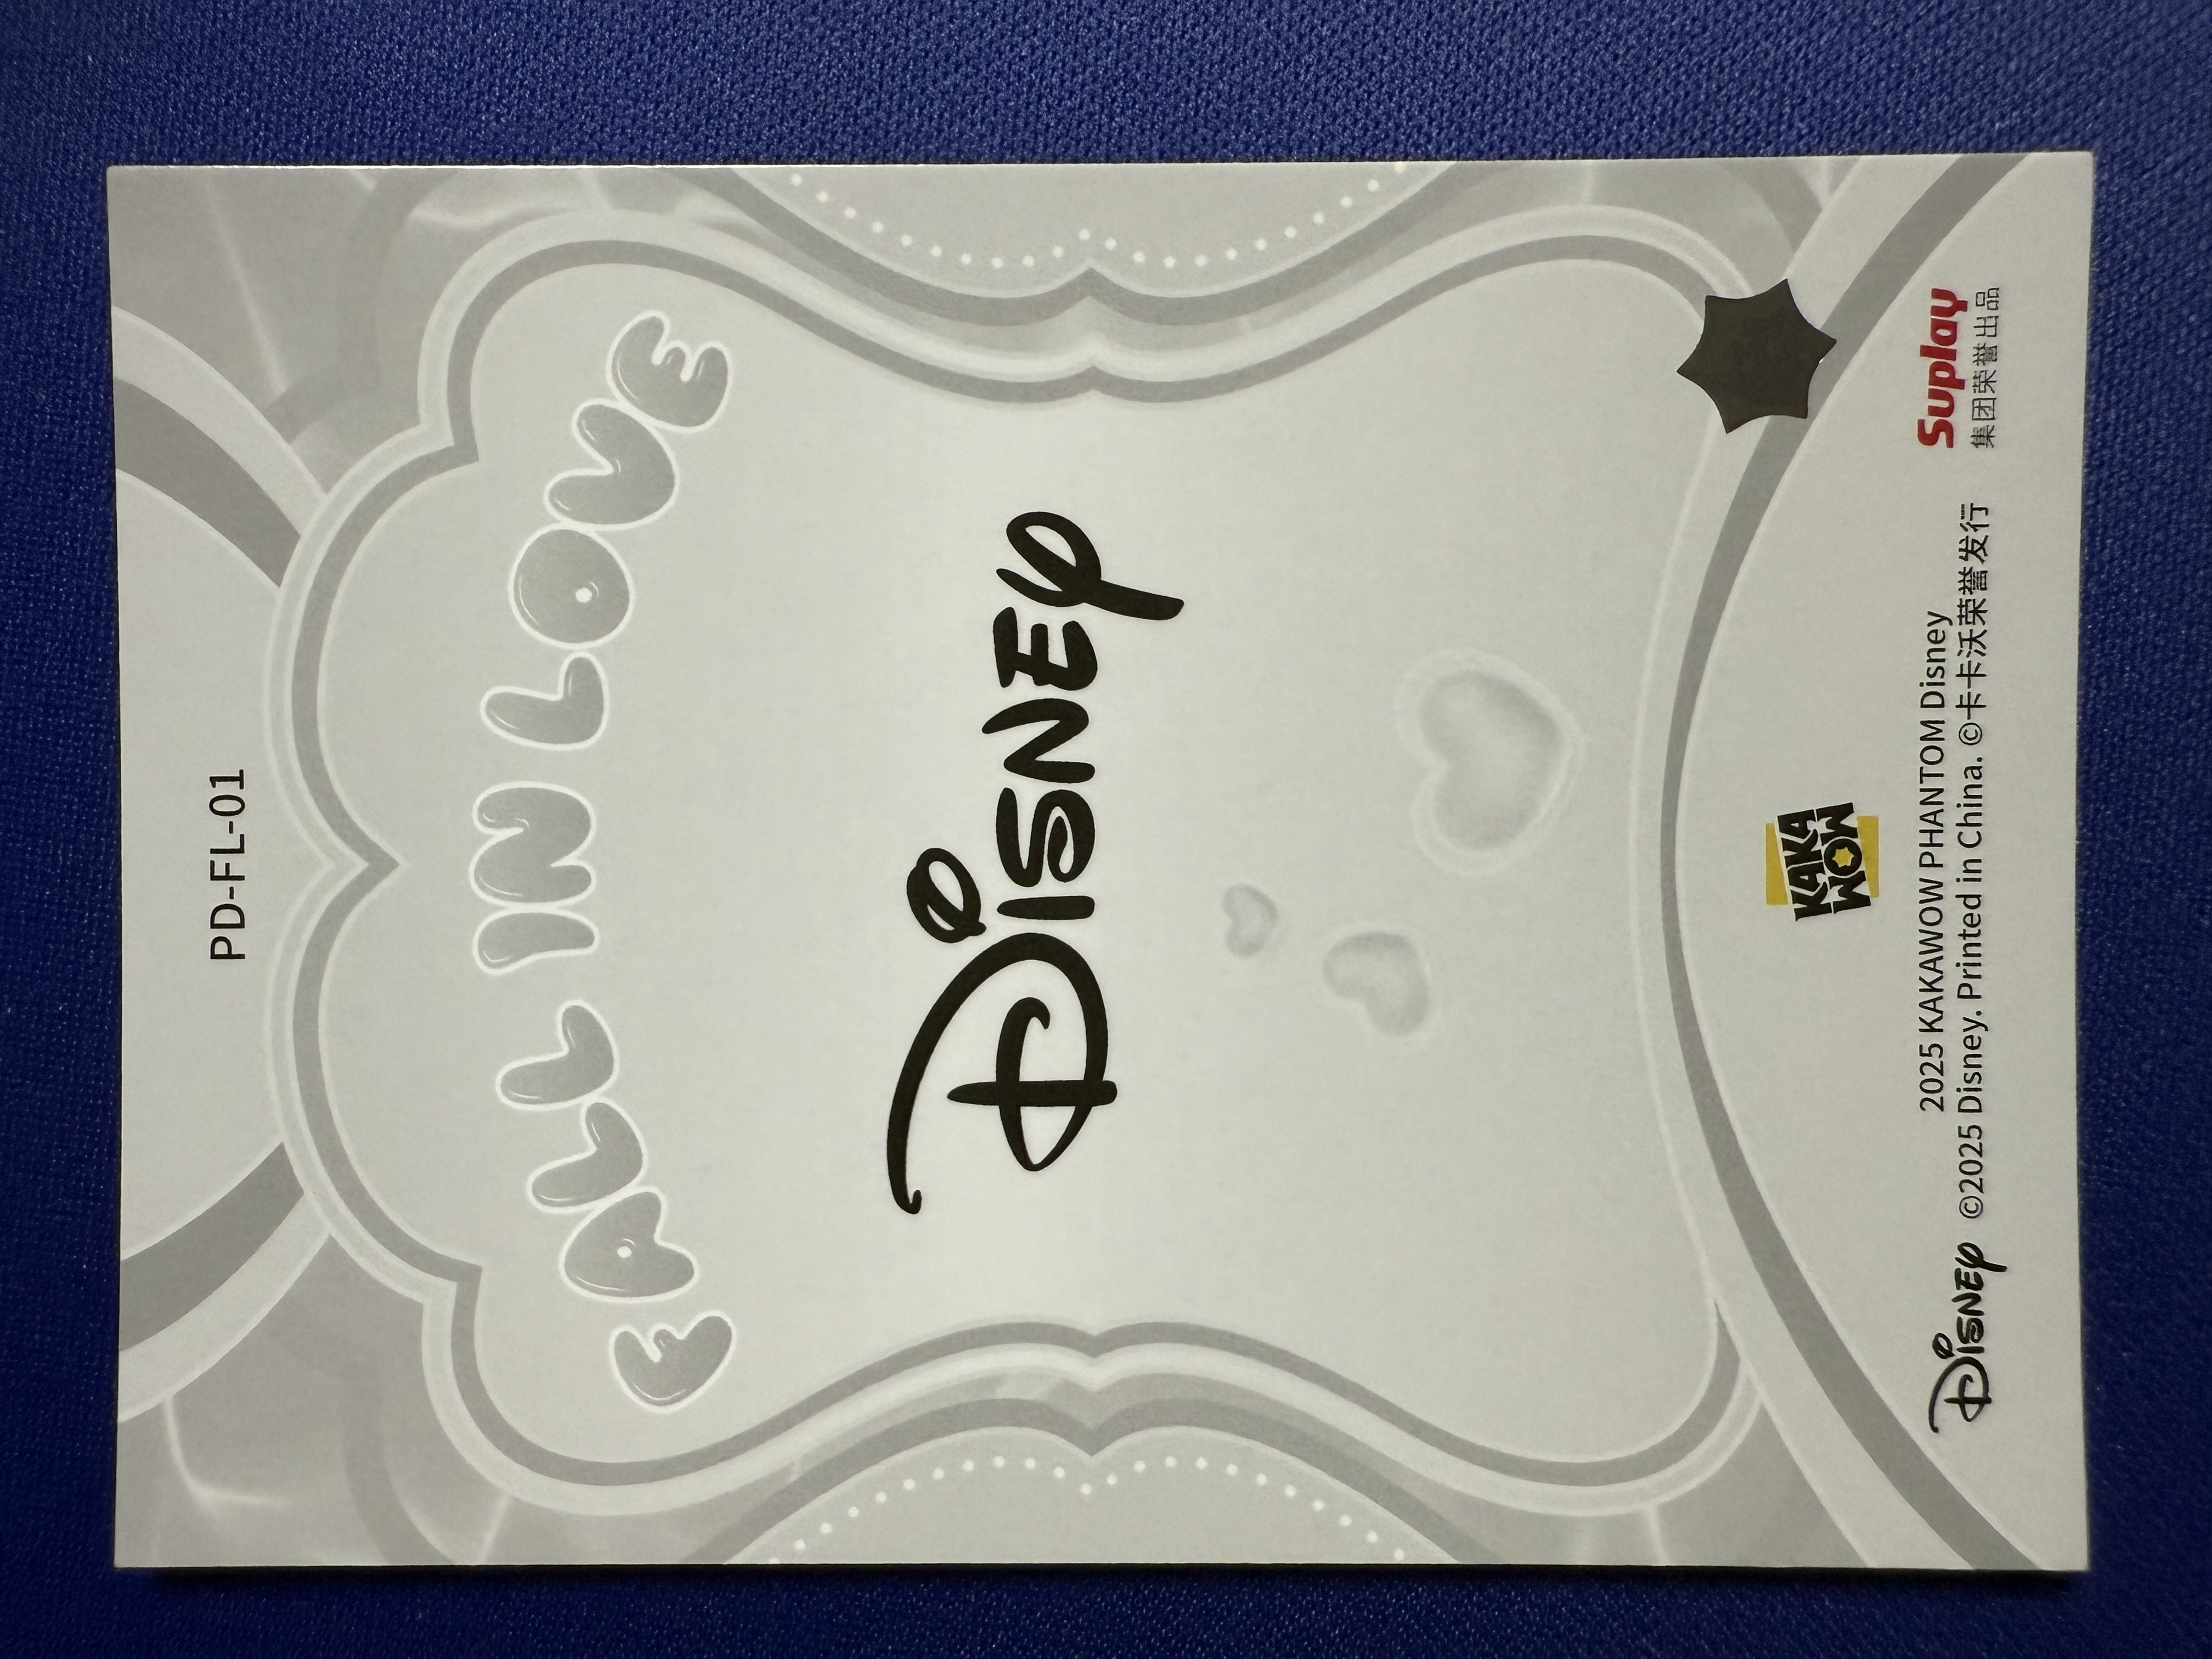 PD-FL-01
FALL IN LOVE
Disney
KAKA
WOW
2025 KAKAWOW PHANTOM Disney
Disney ©2025 Disney. Printed in China. ©卡卡沃荣誉发行
Suplay
集团荣誉出品